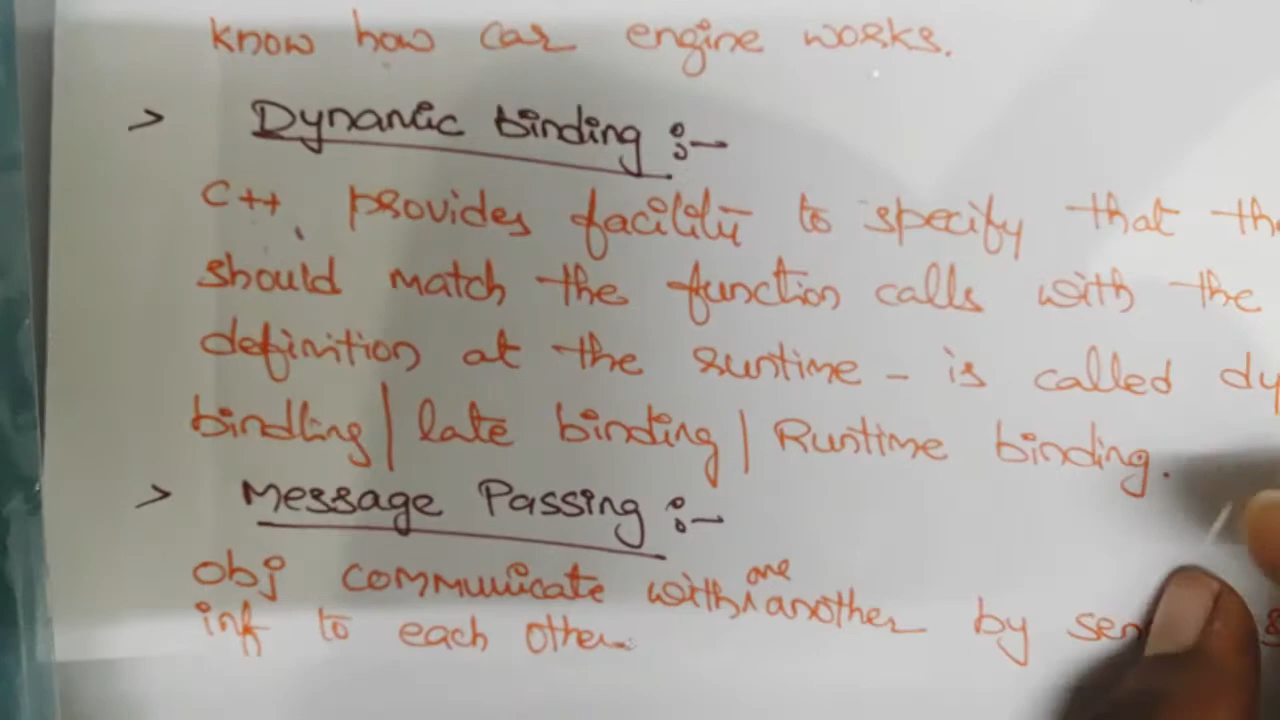 know how car engine works.
> Dynamic binding :-
C++ provides facility to specify that
should match the function calls with the
definition at the runtime - is called
bindling | late binding | Runtime binding.
> Message Passing :-
obj communicate with one another by
inf to each other.